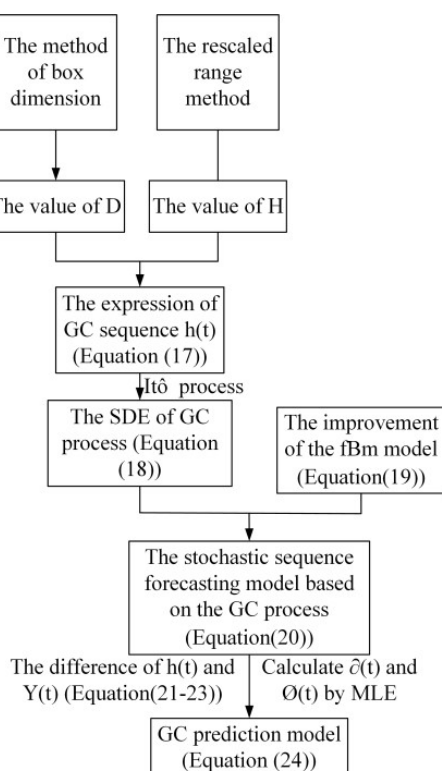 The method
of box
dimension
The rescaled
range
method
The value of D
The value of H
The expression of
GC sequence h(t)
(Equation (17))
Itô process
The SDE of GC
process (Equation
(18))
The improvement
of the fBm model
(Equation(19))
The stochastic sequence
forecasting model based
on the GC process
(Equation(20))
The difference of h(t) and
Y(t) (Equation(21-23))
Calculate ∂(t) and
Ø(t) by MLE
GC prediction model
(Equation (24))